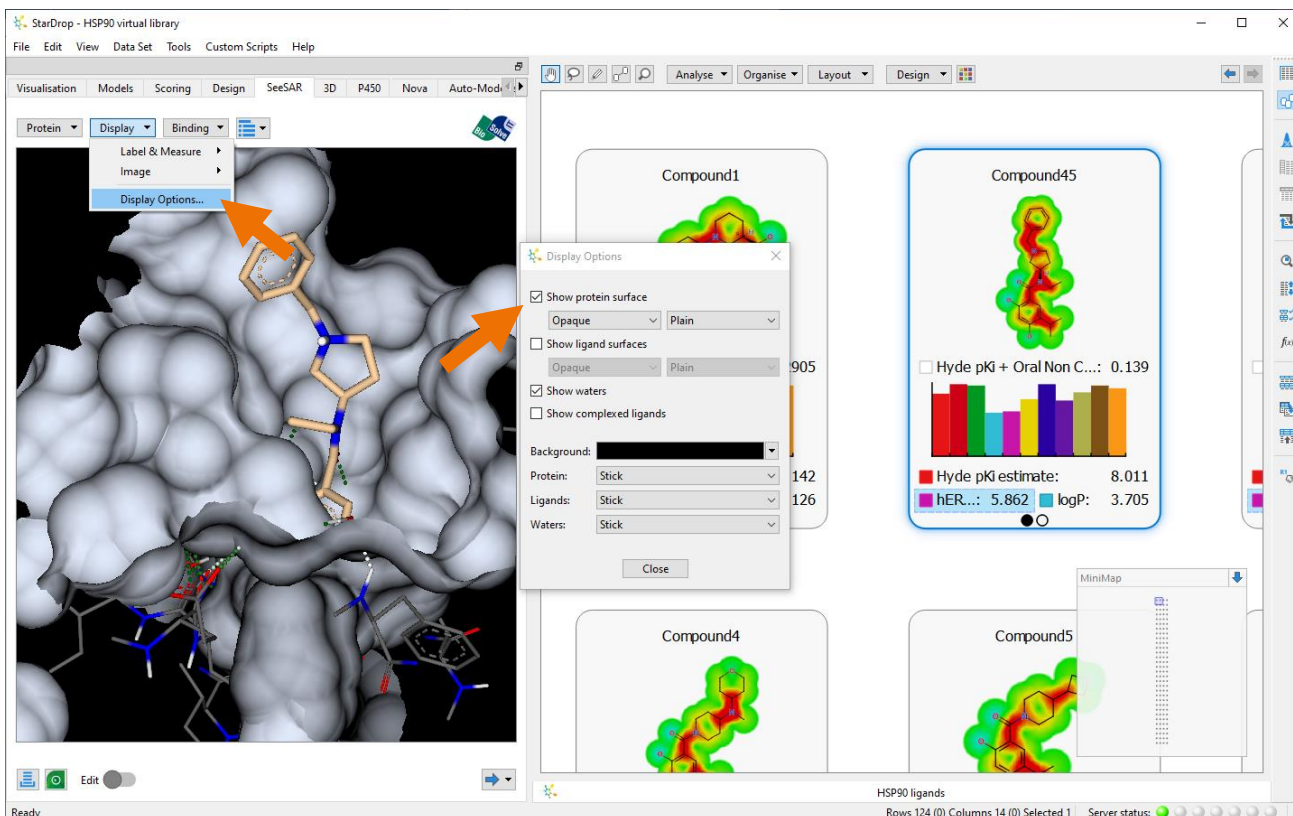 StarDrop - HSP90 virtual library
File Edit View Data Set Tools Custom Scripts Help
Visualisation Models Scoring Design SeeSAR 3D P450 Nova
Protein Display Binding
Bio Solve
Label & Measure
Image
Display Options...
Edit
Ready
Analyse Organise Layout Design
Compound1
905
142
126
Compound45
Hyde pKi + Oral Non C...: 0.139
Hyde pKi estimate: 8.011
hER...: 5.862 logP: 3.705
Display Options
Show protein surface
Opaque Plain
Show ligand surfaces
Opaque Plain
Show waters
Show complexed ligands
Background:
Protein: Stick
Ligands: Stick
Waters: Stick
Close
MiniMap
Compound4
Compound5
HSP90 ligands
Rows 124 (0) Columns 14 (0) Selected 1 Server status: